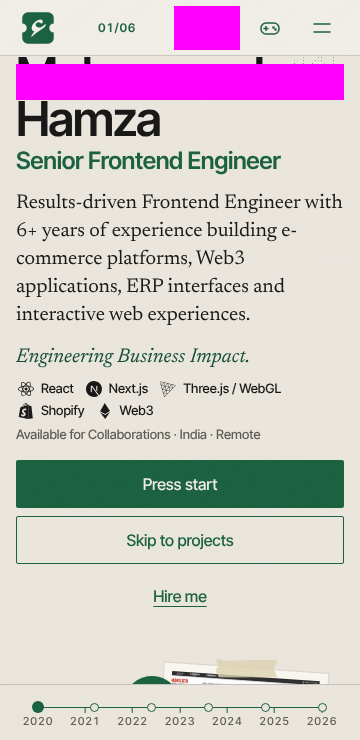 01/06
Hamza
Senior Frontend Engineer
Results-driven Frontend Engineer with
6+ years of experience building e-
commerce platforms, Web3
applications, ERP interfaces and
interactive web experiences.
Engineering Business Impact.
React Next.js Three.js / WebGL
Shopify Web3
Available for Collaborations · India · Remote
Press start
Skip to projects
Hire me
2020 2021 2022 2023 2024 2025 2026